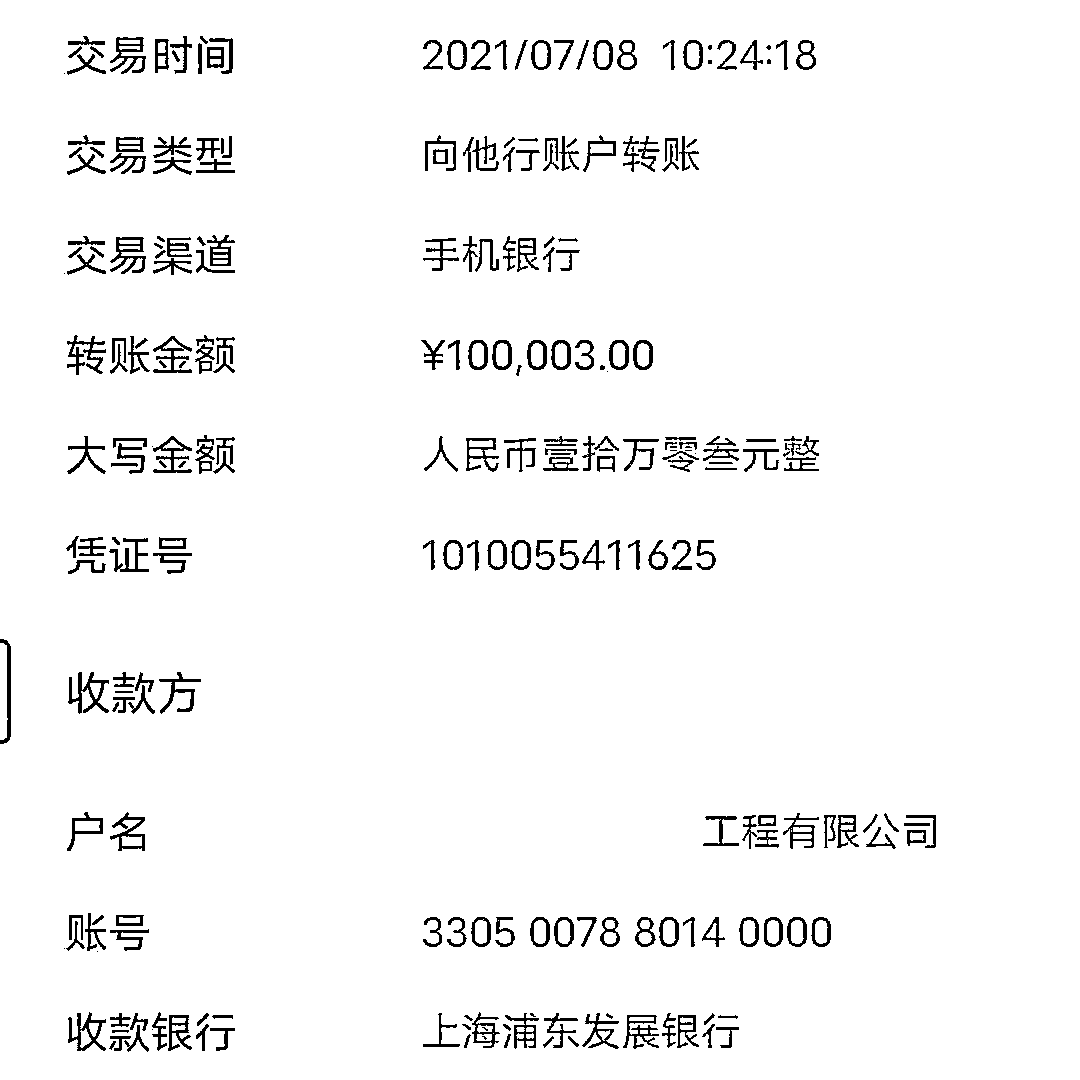 交易时间 2021/07/08 10:24:18
交易类型 向他行账户转账
交易渠道 手机银行
转账金额 ¥100,003.00
大写金额 人民币壹拾万零叁元整
凭证号 1010055411625
收款方
户名 工程有限公司
账号 3305 0078 8014 0000
收款银行 上海浦东发展银行